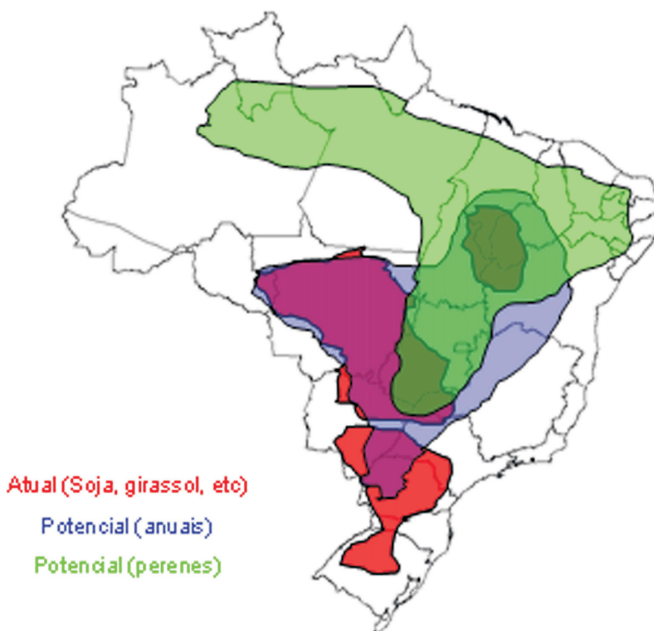 Atual (Soja, girassol, etc)
Potencial (anuais)
Potencial (perenes)